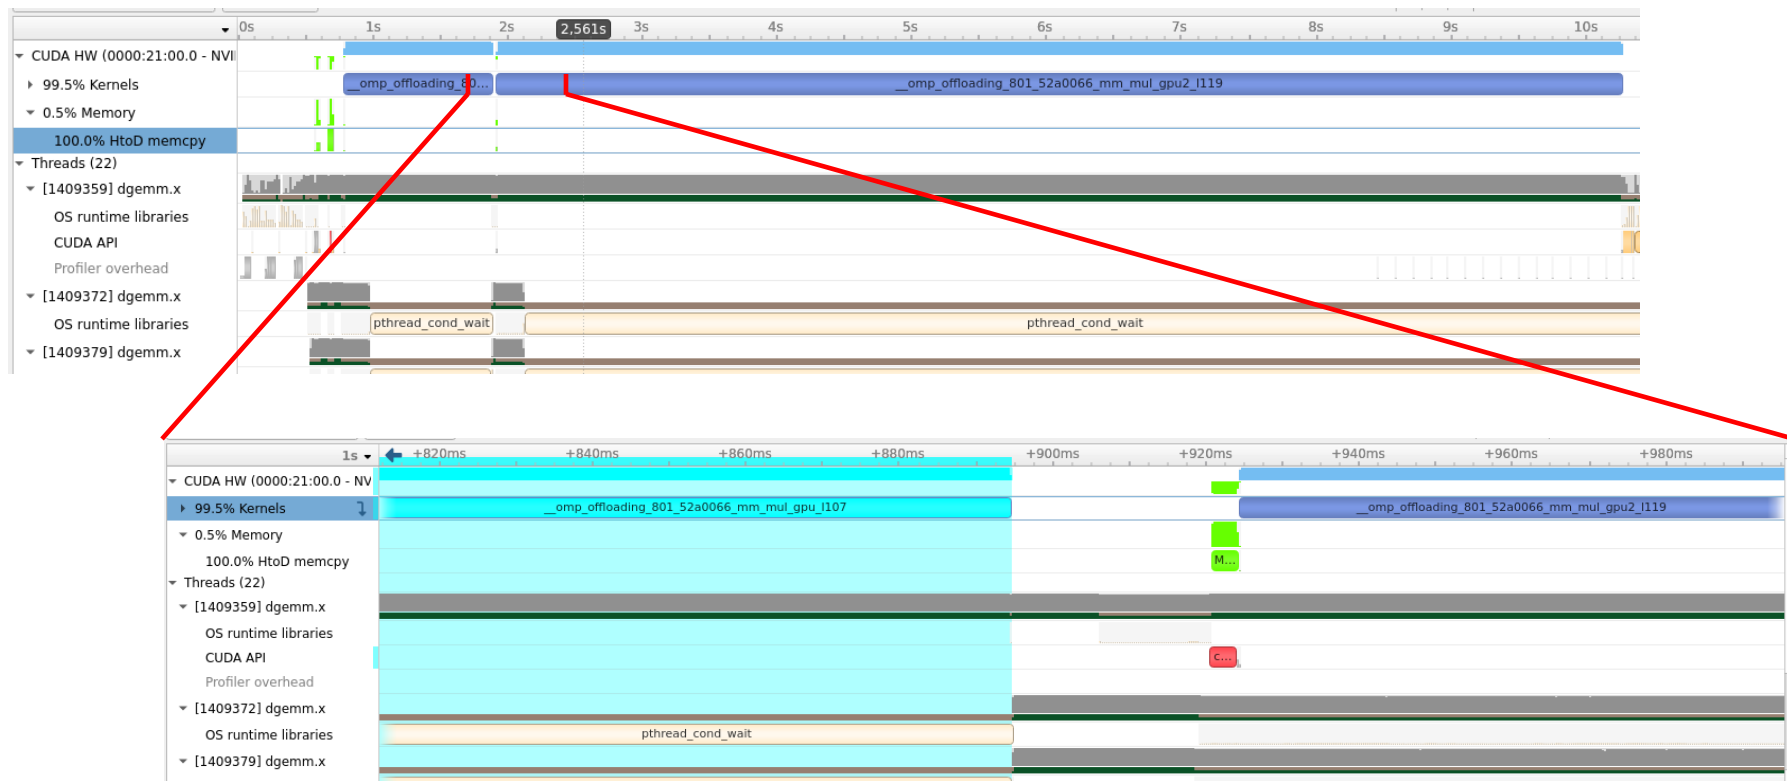 0s 1s 2s 2,561s 3s 4s 5s 6s 7s 8s 9s 10s
CUDA HW (0000:21:00.0 - NVI
99.5% Kernels __omp_offloading_80... __omp_offloading_801_52a0066_mm_mul_gpu2_l119
0.5% Memory
100.0% HtoD memcpy
Threads (22)
[1409359] dgemm.x
OS runtime libraries
CUDA API
Profiler overhead
[1409372] dgemm.x
OS runtime libraries pthread_cond_wait pthread_cond_wait
[1409379] dgemm.x
1s +820ms +840ms +860ms +880ms +900ms +920ms +940ms +960ms +980ms
CUDA HW (0000:21:00.0 - NV
99.5% Kernels __omp_offloading_801_52a0066_mm_mul_gpu_l107 __omp_offloading_801_52a0066_mm_mul_gpu2_l119
0.5% Memory
100.0% HtoD memcpy M...
Threads (22)
[1409359] dgemm.x
OS runtime libraries
CUDA API c...
Profiler overhead
[1409372] dgemm.x
OS runtime libraries pthread_cond_wait
[1409379] dgemm.x